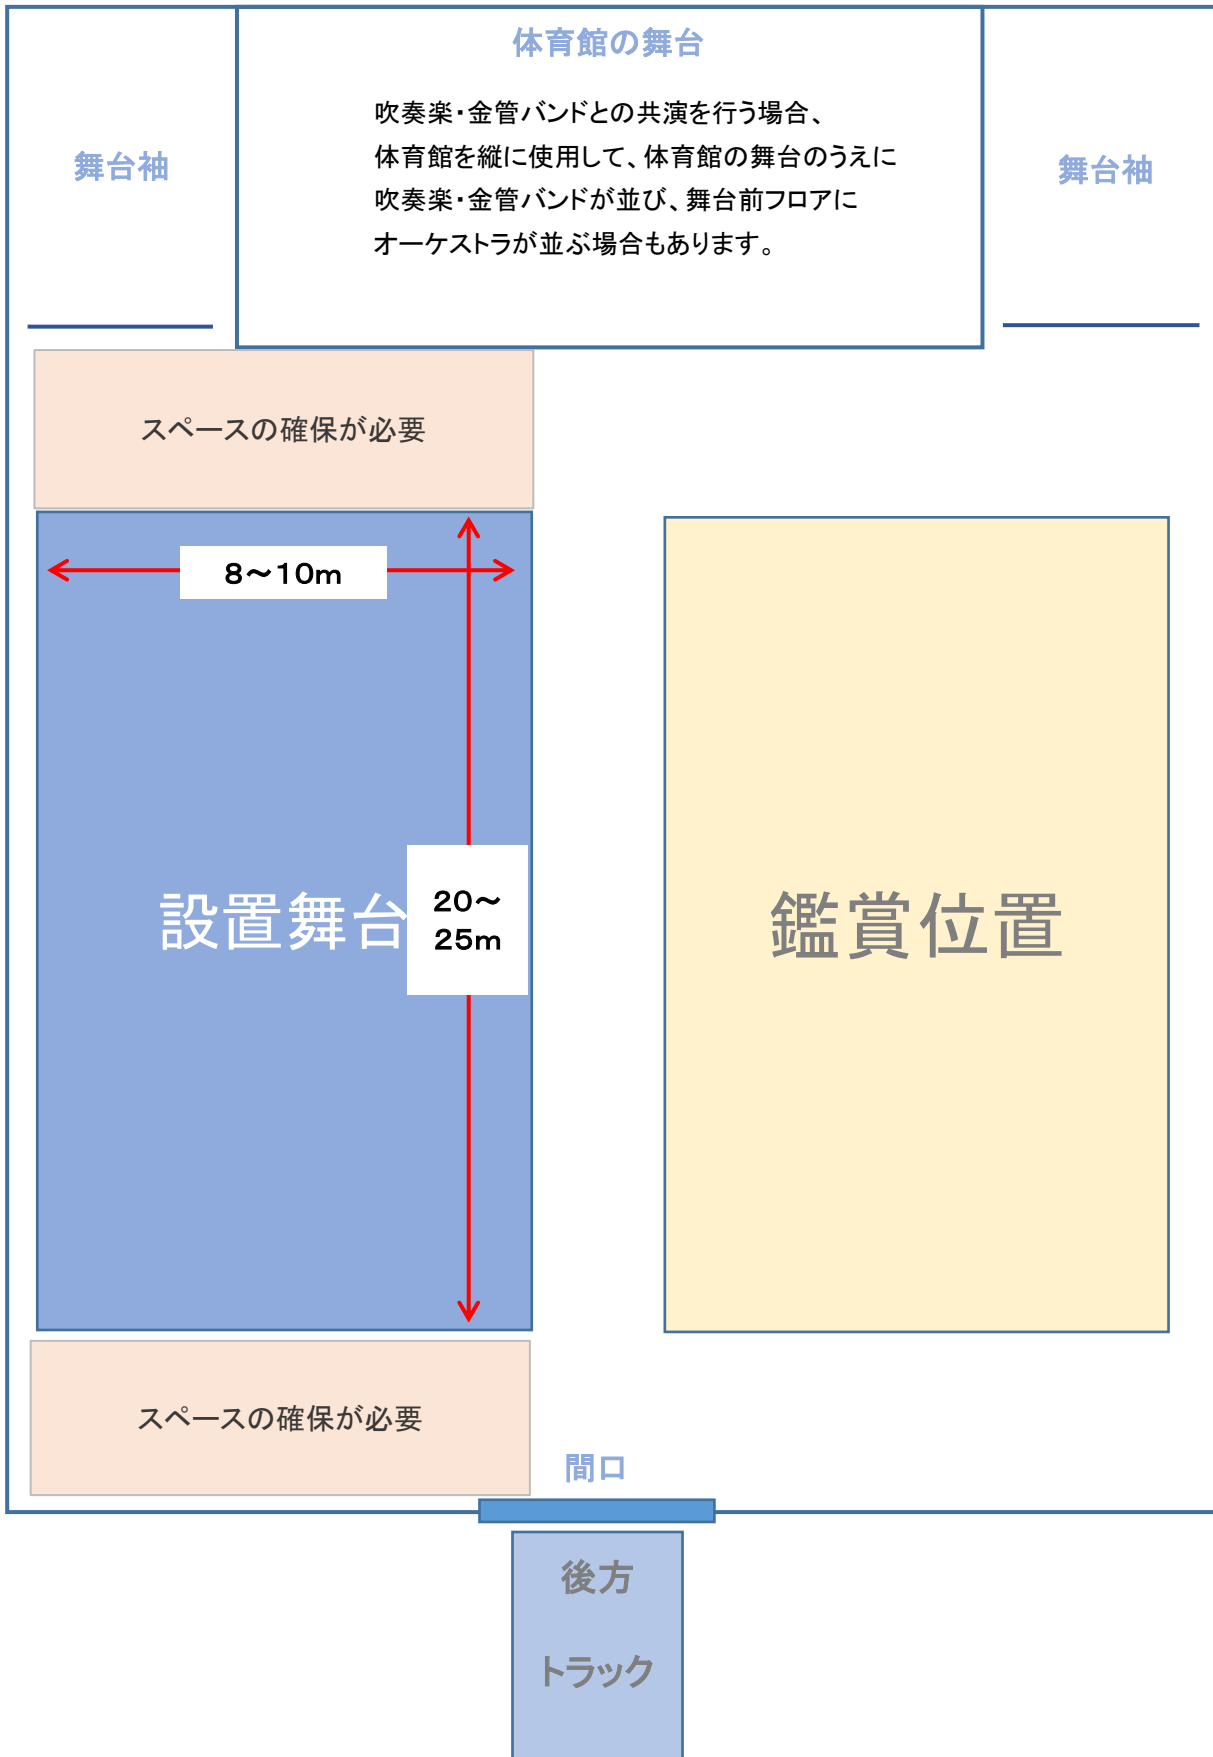 体育館の舞台
吹奏楽・金管バンドとの共演を行う場合、
体育館を縦に使用して、体育館の舞台のうえに
吹奏楽・金管バンドが並び、舞台前フロアに
オーケストラが並ぶ場合もあります。
舞台袖
舞台袖
スペースの確保が必要
8～10m
設置舞台
20～
25m
鑑賞位置
スペースの確保が必要
間口
後方
トラック